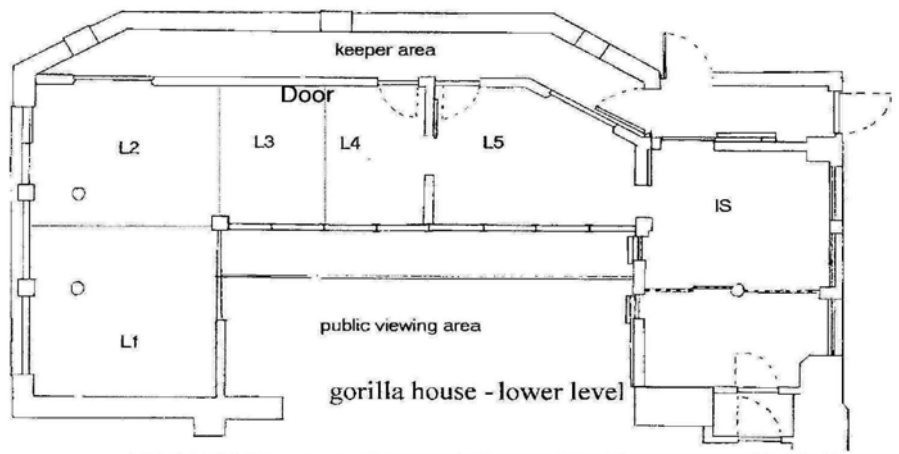 keeper area
Door
L2
L3
L4
L5
IS
L1
public viewing area
gorilla house - lower level